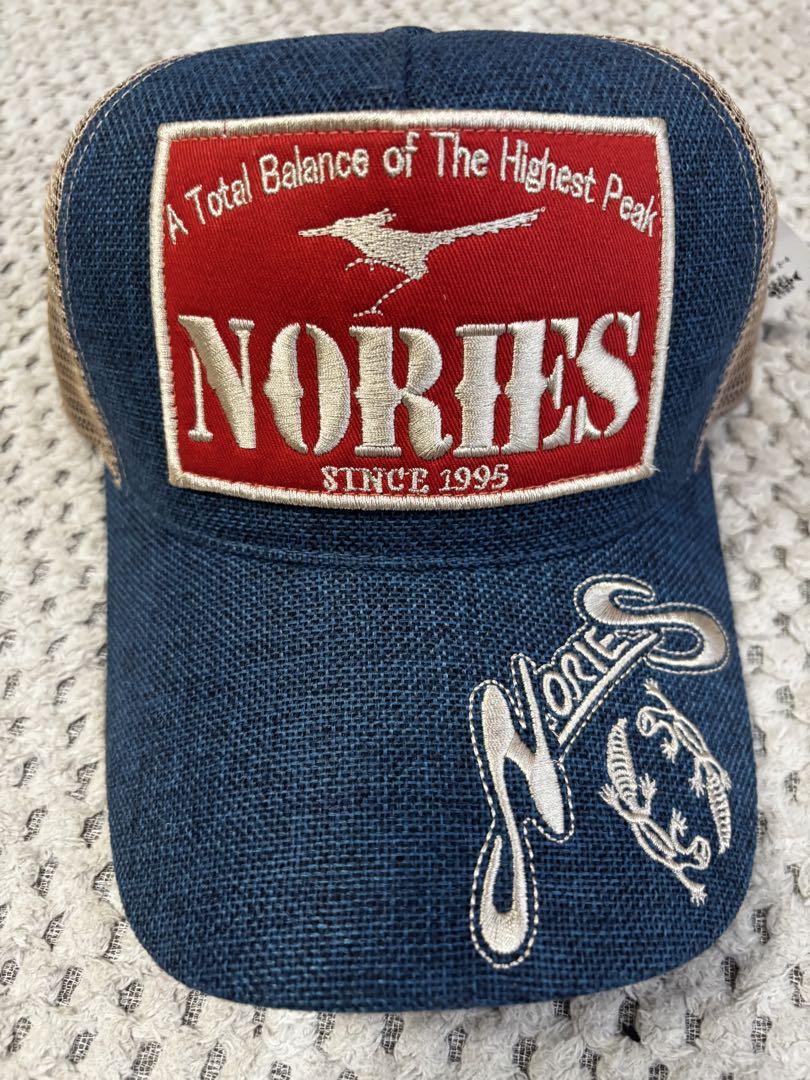 A Total Balance of The Highest Peak
NORIES
SINCE 1995
NORIES